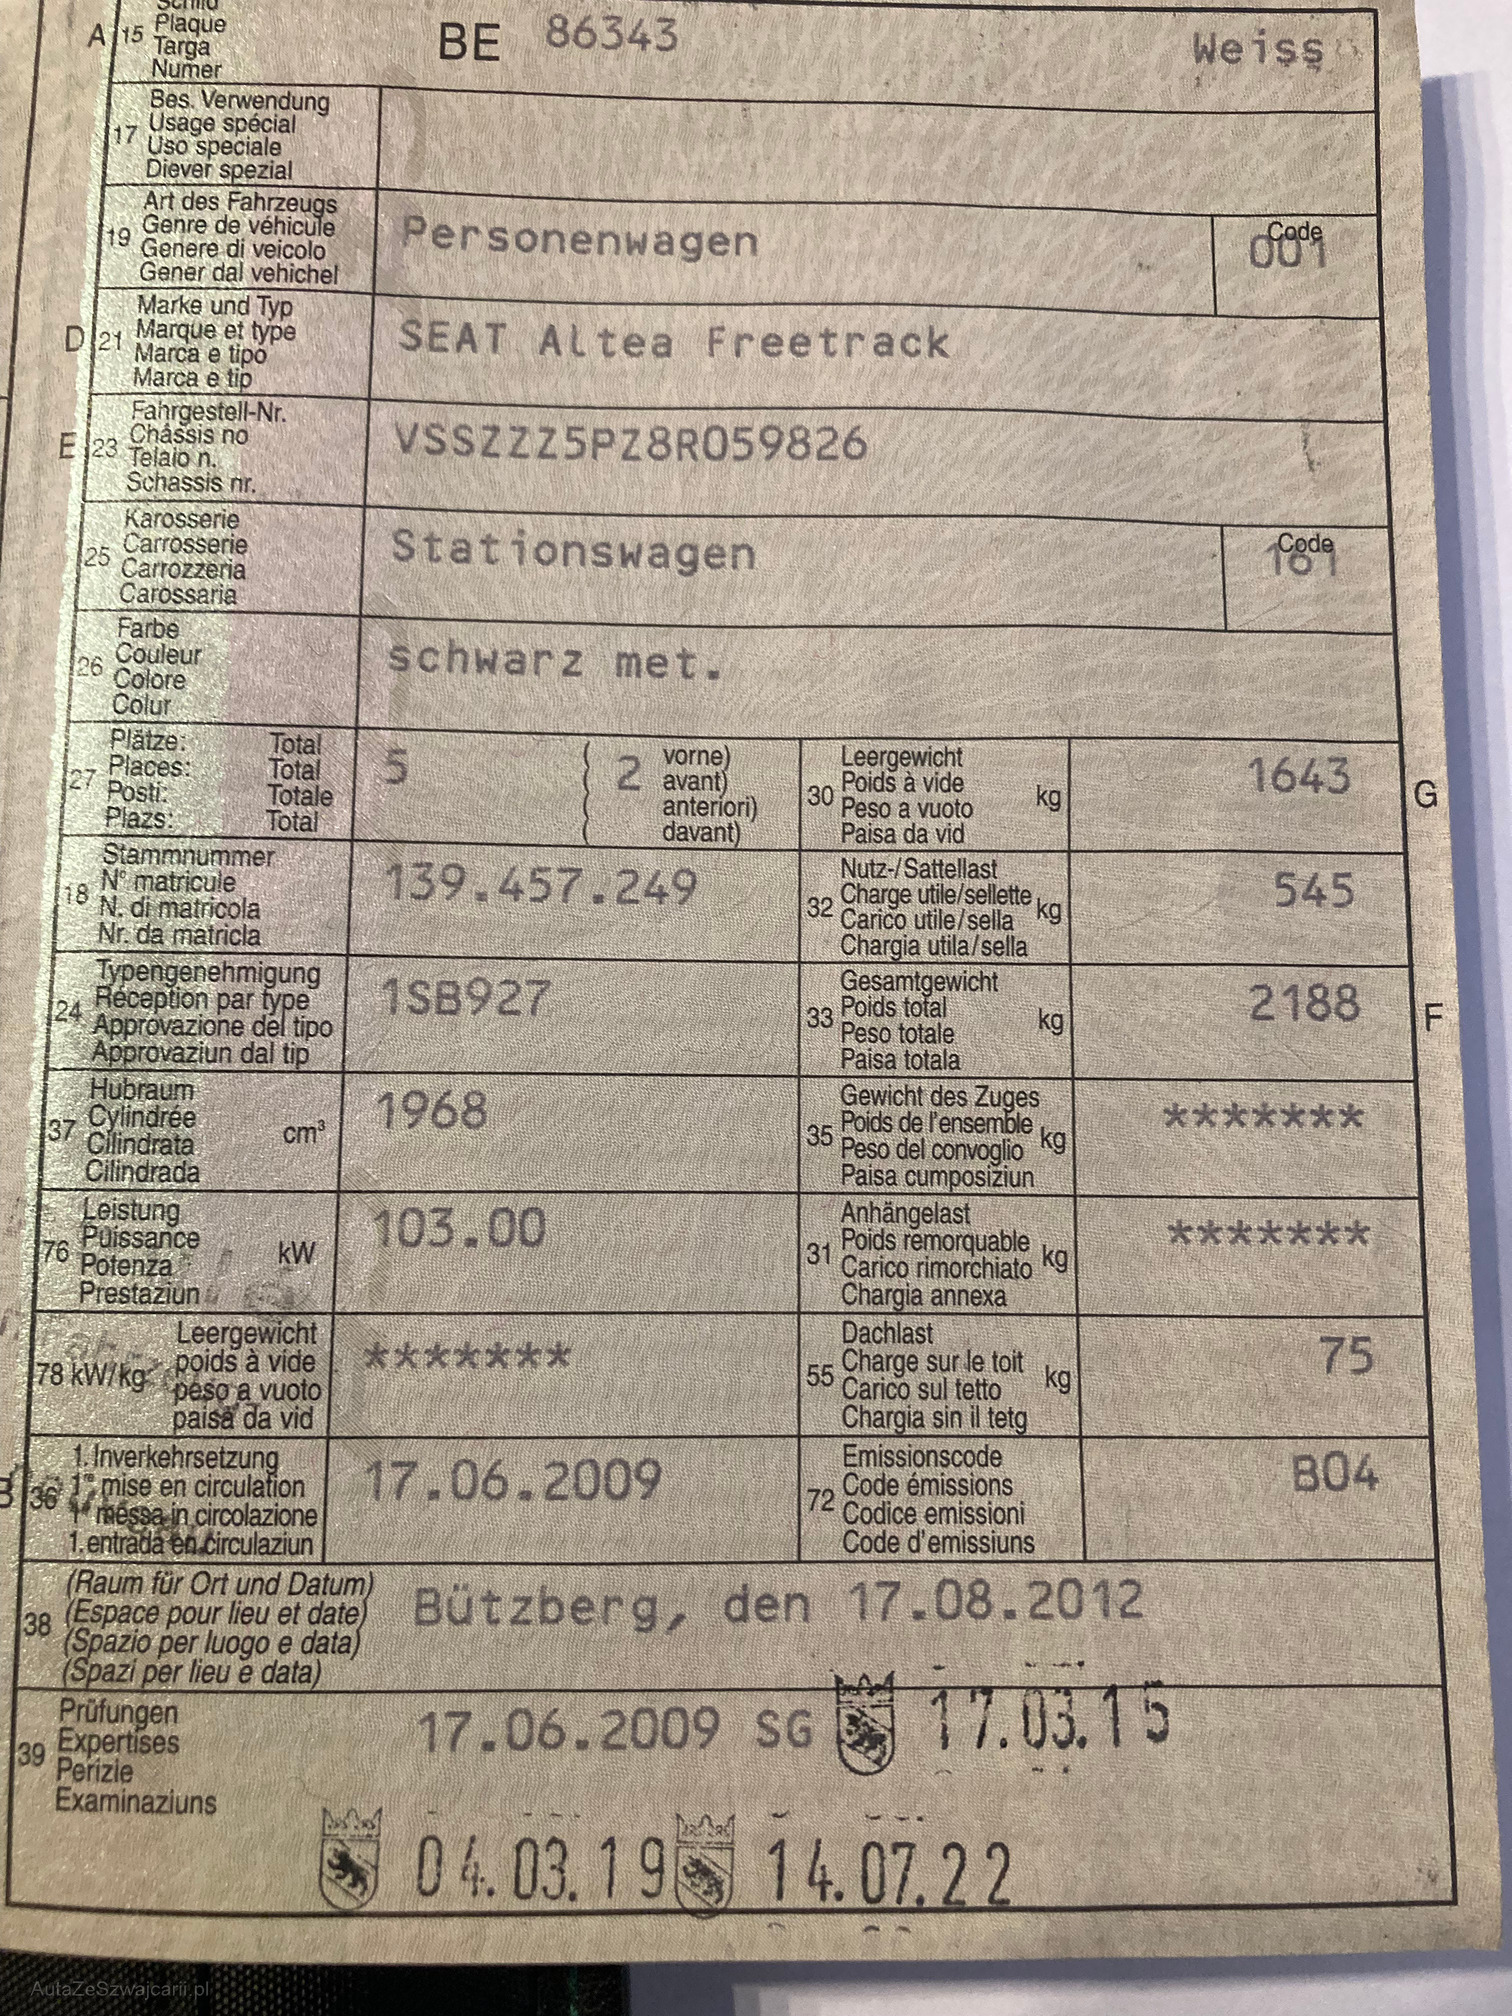 Schild
A 15 Plaque BE 86343 Weiss
Targa
Numer
Bes. Verwendung
17 Usage spécial
Uso speciale
Diever spezial
Art des Fahrzeugs
19 Genre de véhicule Personenwagen Code 001
Genere di veicolo
Gener dal vehichel
Marke und Typ
D 21 Marque et type SEAT Altea Freetrack
Marca e tipo
Marca e tip
Fahrgestell-Nr.
E 23 Châssis no VSSZZZ5PZ8R059826
Telaio n.
Schassis nr.
Karosserie
25 Carrosserie Stationswagen Code 161
Carrozzeria
Carossaria
Farbe
26 Couleur schwarz met.
Colore
Colur
Plätze: Total
27 Places: Total 5 ( 2 vorne)
Posti: Totale ( avant)
Plazs: Total ( anteriori)
( davant)
Leergewicht
30 Poids à vide kg 1643 G
Peso a vuoto
Paisa da vid
Stammnummer
18 N° matricule 139.457.249
N. di matricola
Nr. da matricla
Nutz-/Sattellast
32 Charge utile/sellette kg 545
Carico utile/sella
Chargia utila/sella
Typengenehmigung
24 Réception par type 1SB927
Approvazione del tipo
Approvaziun dal tip
Gesamtgewicht
33 Poids total kg 2188 F
Peso totale
Paisa totala
Hubraum
37 Cylindrée cm³ 1968
Cilindrata
Cilindrada
Gewicht des Zuges
35 Poids de l'ensemble kg *******
Peso del convoglio
Paisa cumposiziun
Leistung
76 Puissance kW 103.00
Potenza
Prestaziun
Anhängelast
31 Poids remorquable kg *******
Carico rimorchiato
Chargia annexa
Leergewicht
78 kW/kg poids à vide *******
peso a vuoto
paisa da vid
Dachlast
55 Charge sur le toit kg 75
Carico sul tetto
Chargia sin il tetg
1. Inverkehrsetzung
B 36 1re mise en circulation 17.06.2009
1a messa in circolazione
1. entrada en circulaziun
Emissionscode
72 Code émissions B04
Codice emissioni
Code d'emissiuns
(Raum für Ort und Datum)
38 (Espace pour lieu et date) Bützberg, den 17.08.2012
(Spazio per luogo e data)
(Spazi per lieu e data)
Prüfungen
39 Expertises 17.06.2009 SG 17.03.15
Perizie
Examinaziuns
04.03.19 14.07.22
AutaZeSzwajcarii.pl